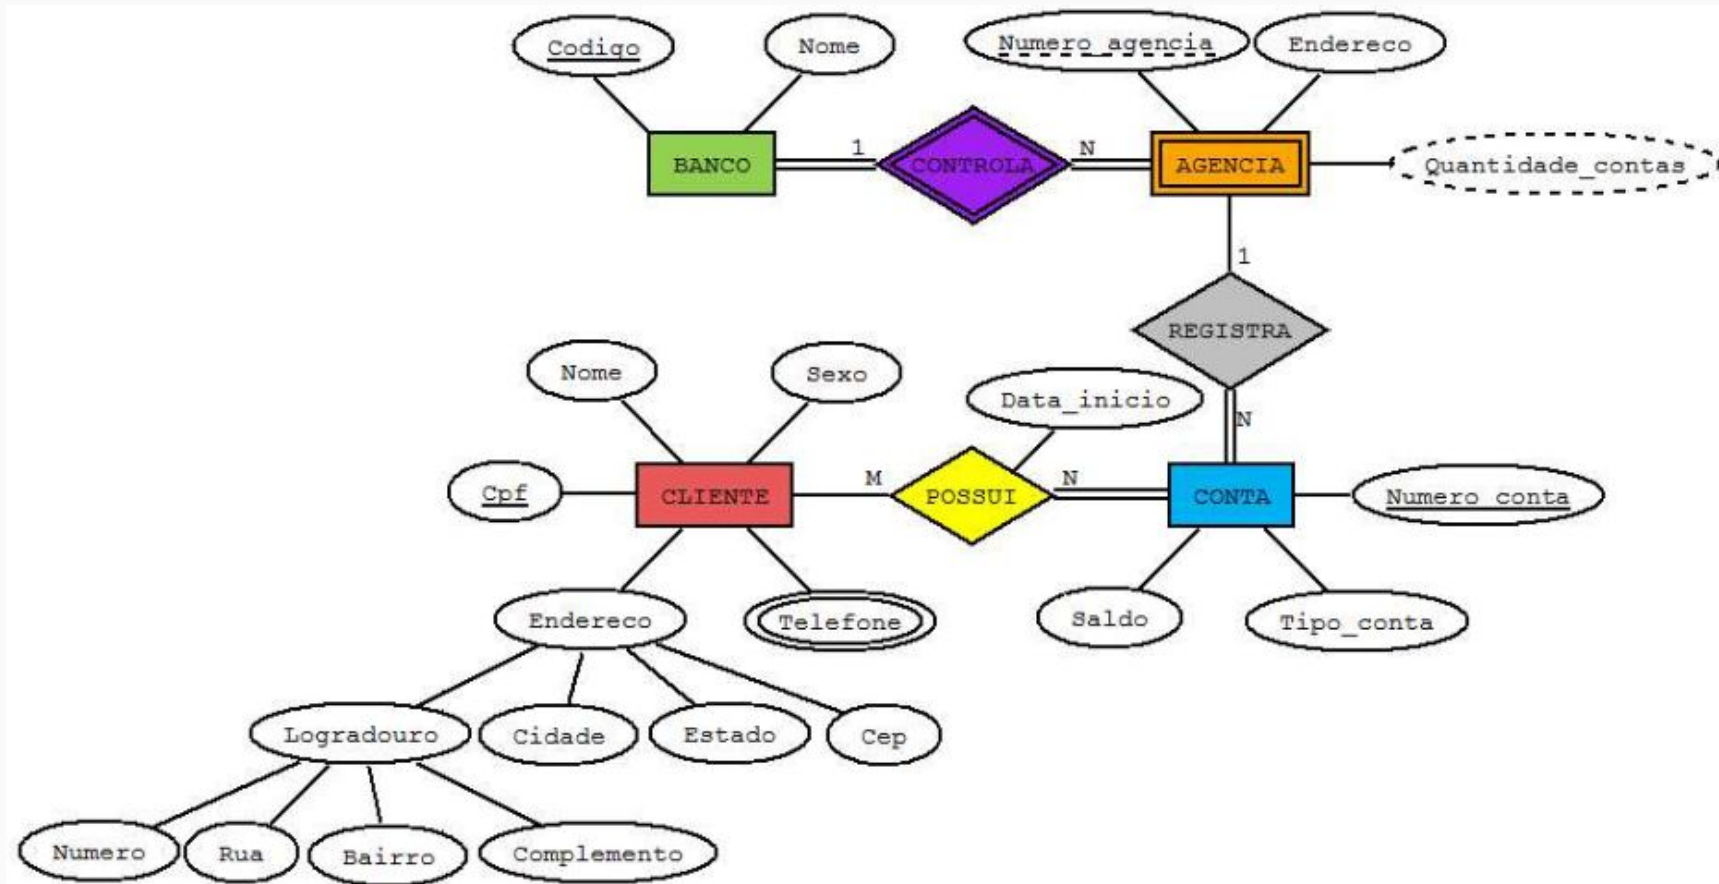 Codigo
Nome
Numero_agencia
Endereco
BANCO
1
CONTROLA
N
AGENCIA
Quantidade_contas
1
REGISTRA
N
Nome
Sexo
Data_inicio
Cpf
CLIENTE
M
POSSUI
N
CONTA
Numero_conta
Endereco
Telefone
Saldo
Tipo_conta
Logradouro
Cidade
Estado
Cep
Numero
Rua
Bairro
Complemento